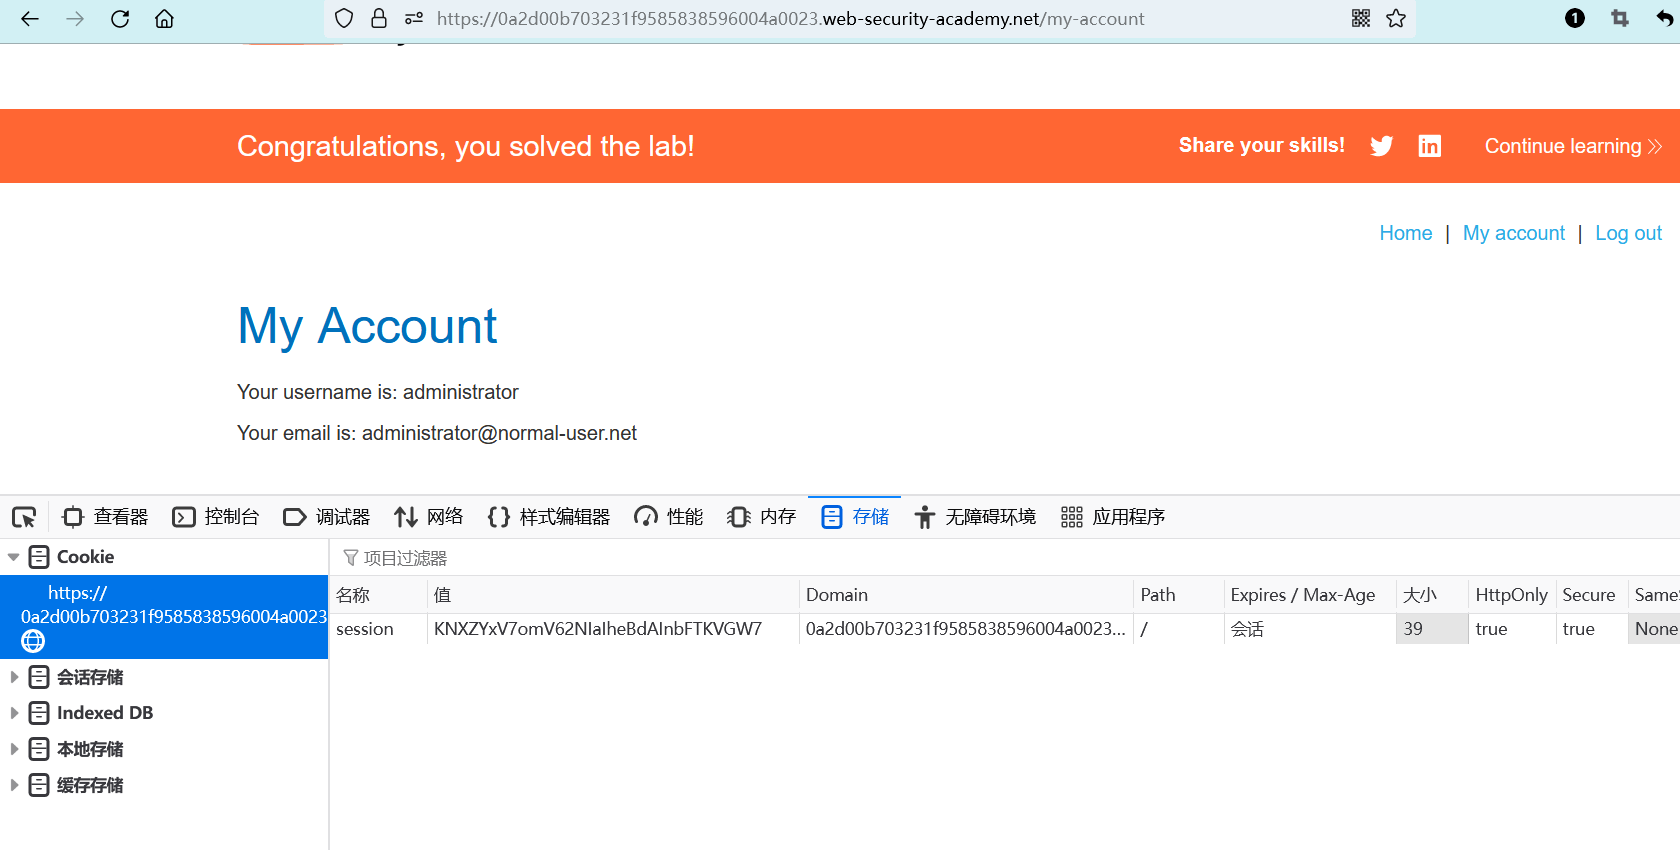 https://0a2d00b703231f9585838596004a0023.web-security-academy.net/my-account
1
Congratulations, you solved the lab!
Share your skills!
Continue learning
Home | My account | Log out
My Account
Your username is: administrator
Your email is: administrator@normal-user.net
查看器 控制台 调试器 网络 样式编辑器 性能 内存 存储 无障碍环境 应用程序
Cookie
https://
0a2d00b703231f9585838596004a0023
会话存储
Indexed DB
本地存储
缓存存储
项目过滤器
名称 值 Domain Path Expires / Max-Age 大小 HttpOnly Secure Same
session KNXZYxV7omV62NIaIheBdAInbFTKVGW7 0a2d00b703231f9585838596004a0023... / 会话 39 true true None